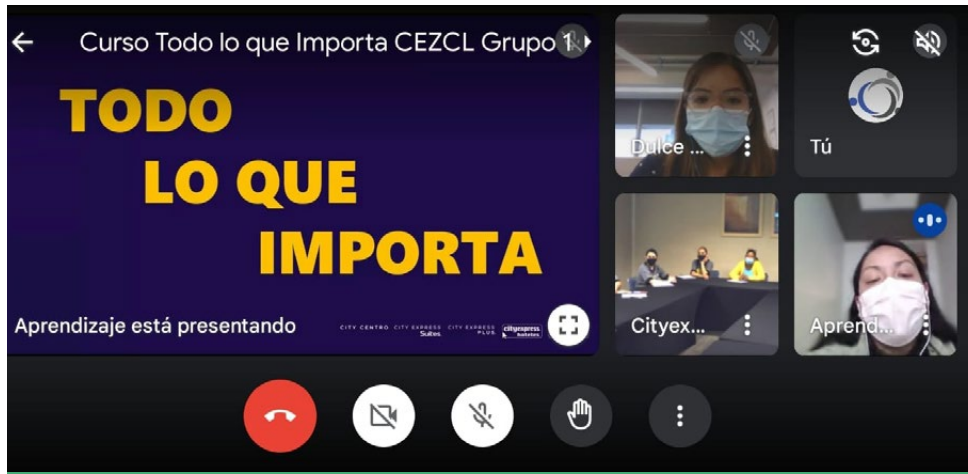 Curso Todo lo que Importa CEZCL Grupo 1
TODO
LO QUE
IMPORTA
Aprendizaje está presentando
CITY CENTRO CITY EXPRESS Suites CITY EXPRESS PLUS cityexpress hoteles
Dulce ...
Tú
Cityex...
Aprend...